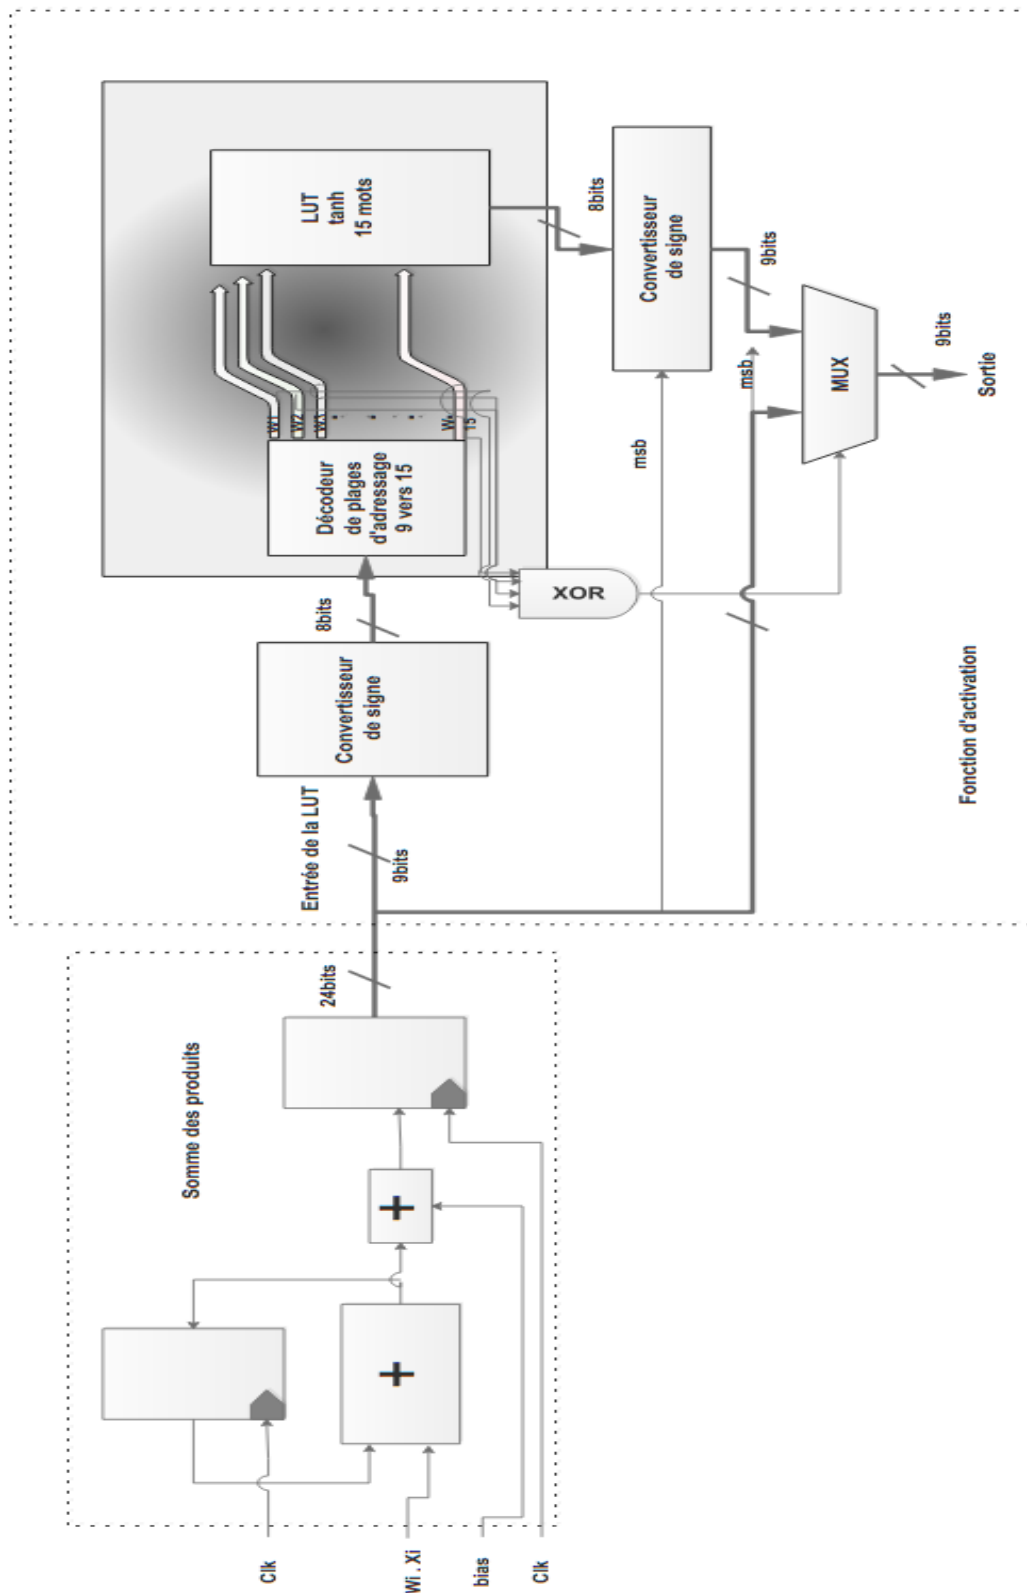 Clk
Wi . Xi
bias
Clk
+
+
Somme des produits
24bits
Entrée de la LUT
9bits
Convertisseur
de signe
8bits
Décodeur
de plages
d'adressage
9 vers 15
W1
W2
W3
W
15
LUT
tanh
15 mots
XOR
8bits
msb
Convertisseur
de signe
9bits
msb
MUX
9bits
Sortie
Fonction d'activation